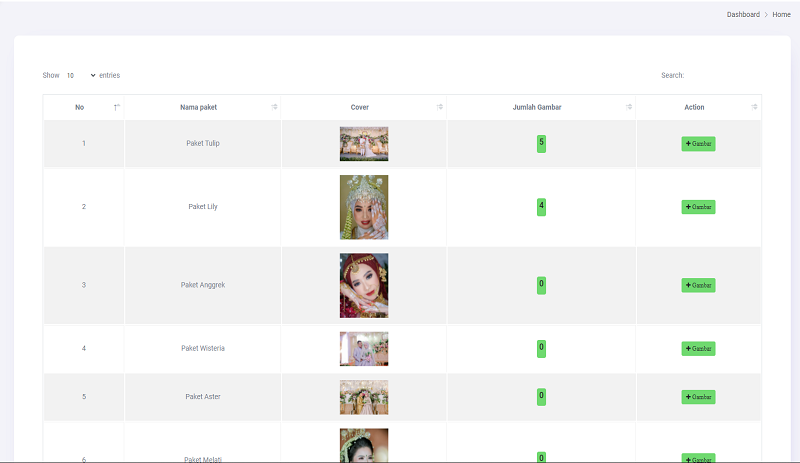 Dashboard > Home
Show 10 entries Search:
No Nama paket Cover Jumlah Gambar Action
1 Paket Tulip 5 + Gambar
2 Paket Lily 4 + Gambar
3 Paket Anggrek 0 + Gambar
4 Paket Wisteria 0 + Gambar
5 Paket Aster 0 + Gambar
6 Paket Melati 0 + Gambar